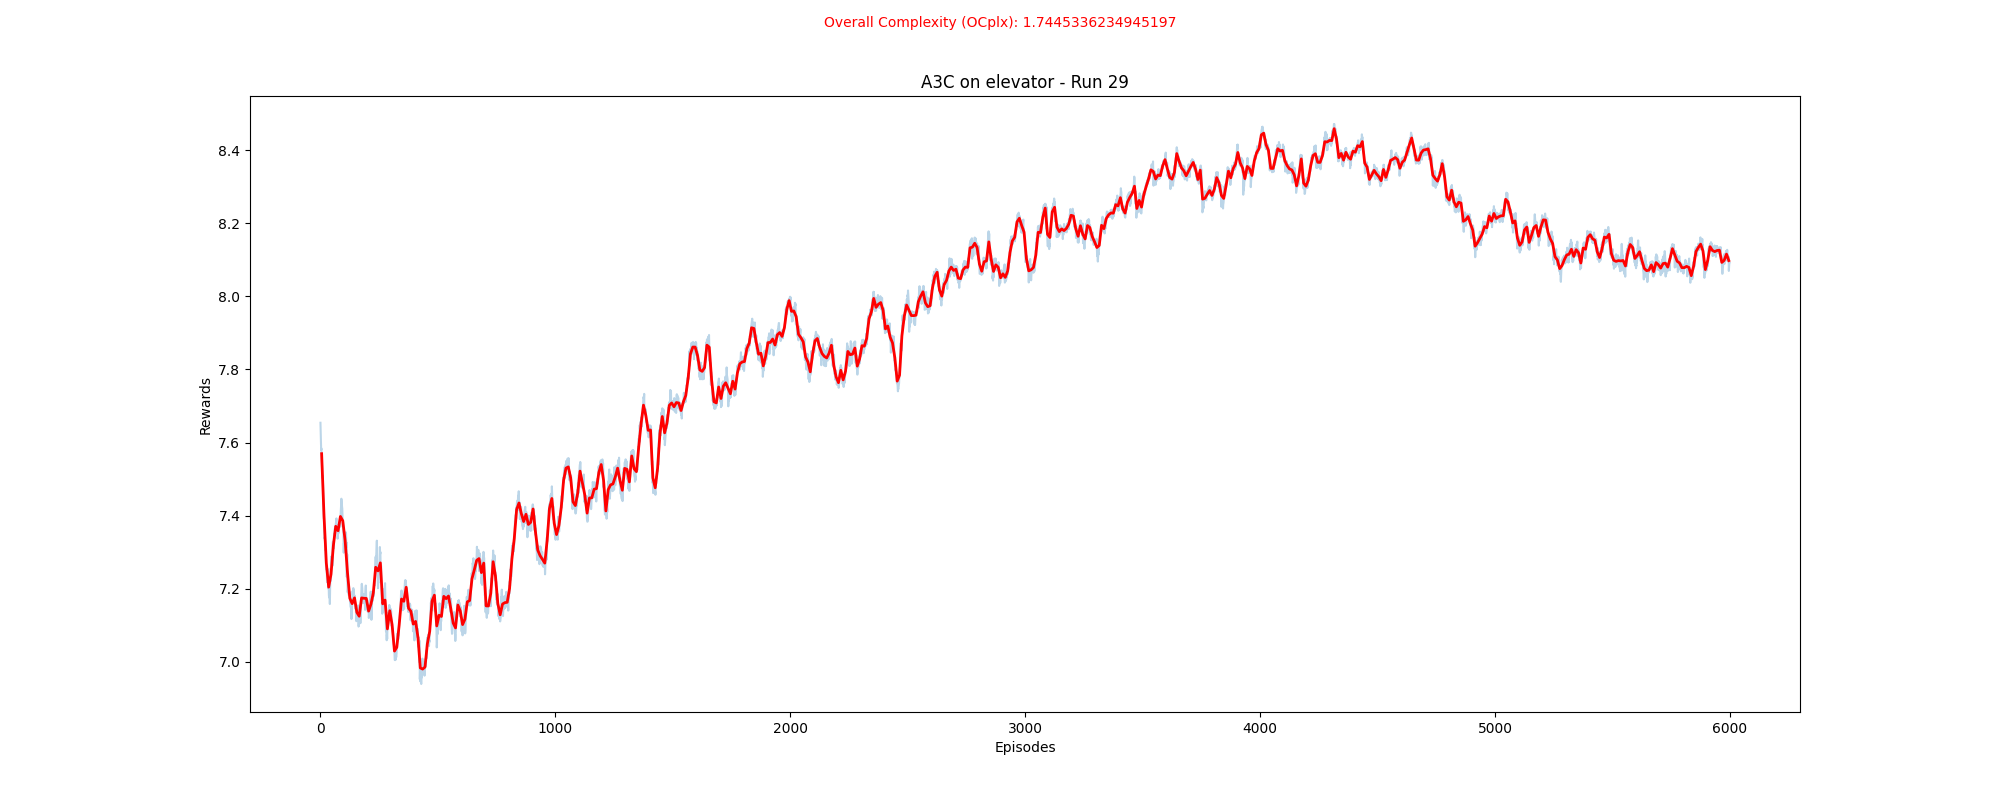 Overall Complexity (OCplx): 1.7445336234945197
A3C on elevator - Run 29
Rewards
8.4
8.2
8.0
7.8
7.6
7.4
7.2
7.0
0 1000 2000 3000 4000 5000 6000
Episodes